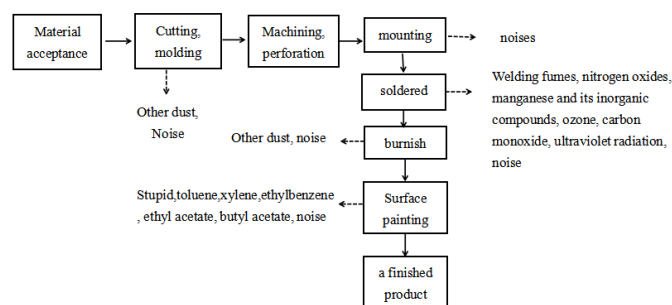 Material
acceptance
Cutting,
molding
Machining,
perforation
mounting
noises
Other dust,
Noise
soldered
Welding fumes, nitrogen oxides,
manganese and its inorganic
compounds, ozone, carbon
monoxide, ultraviolet radiation,
noise
Other dust, noise
burnish
Stupid,toluene,xylene,ethylbenzene
, ethyl acetate, butyl acetate, noise
Surface
painting
a finished
product